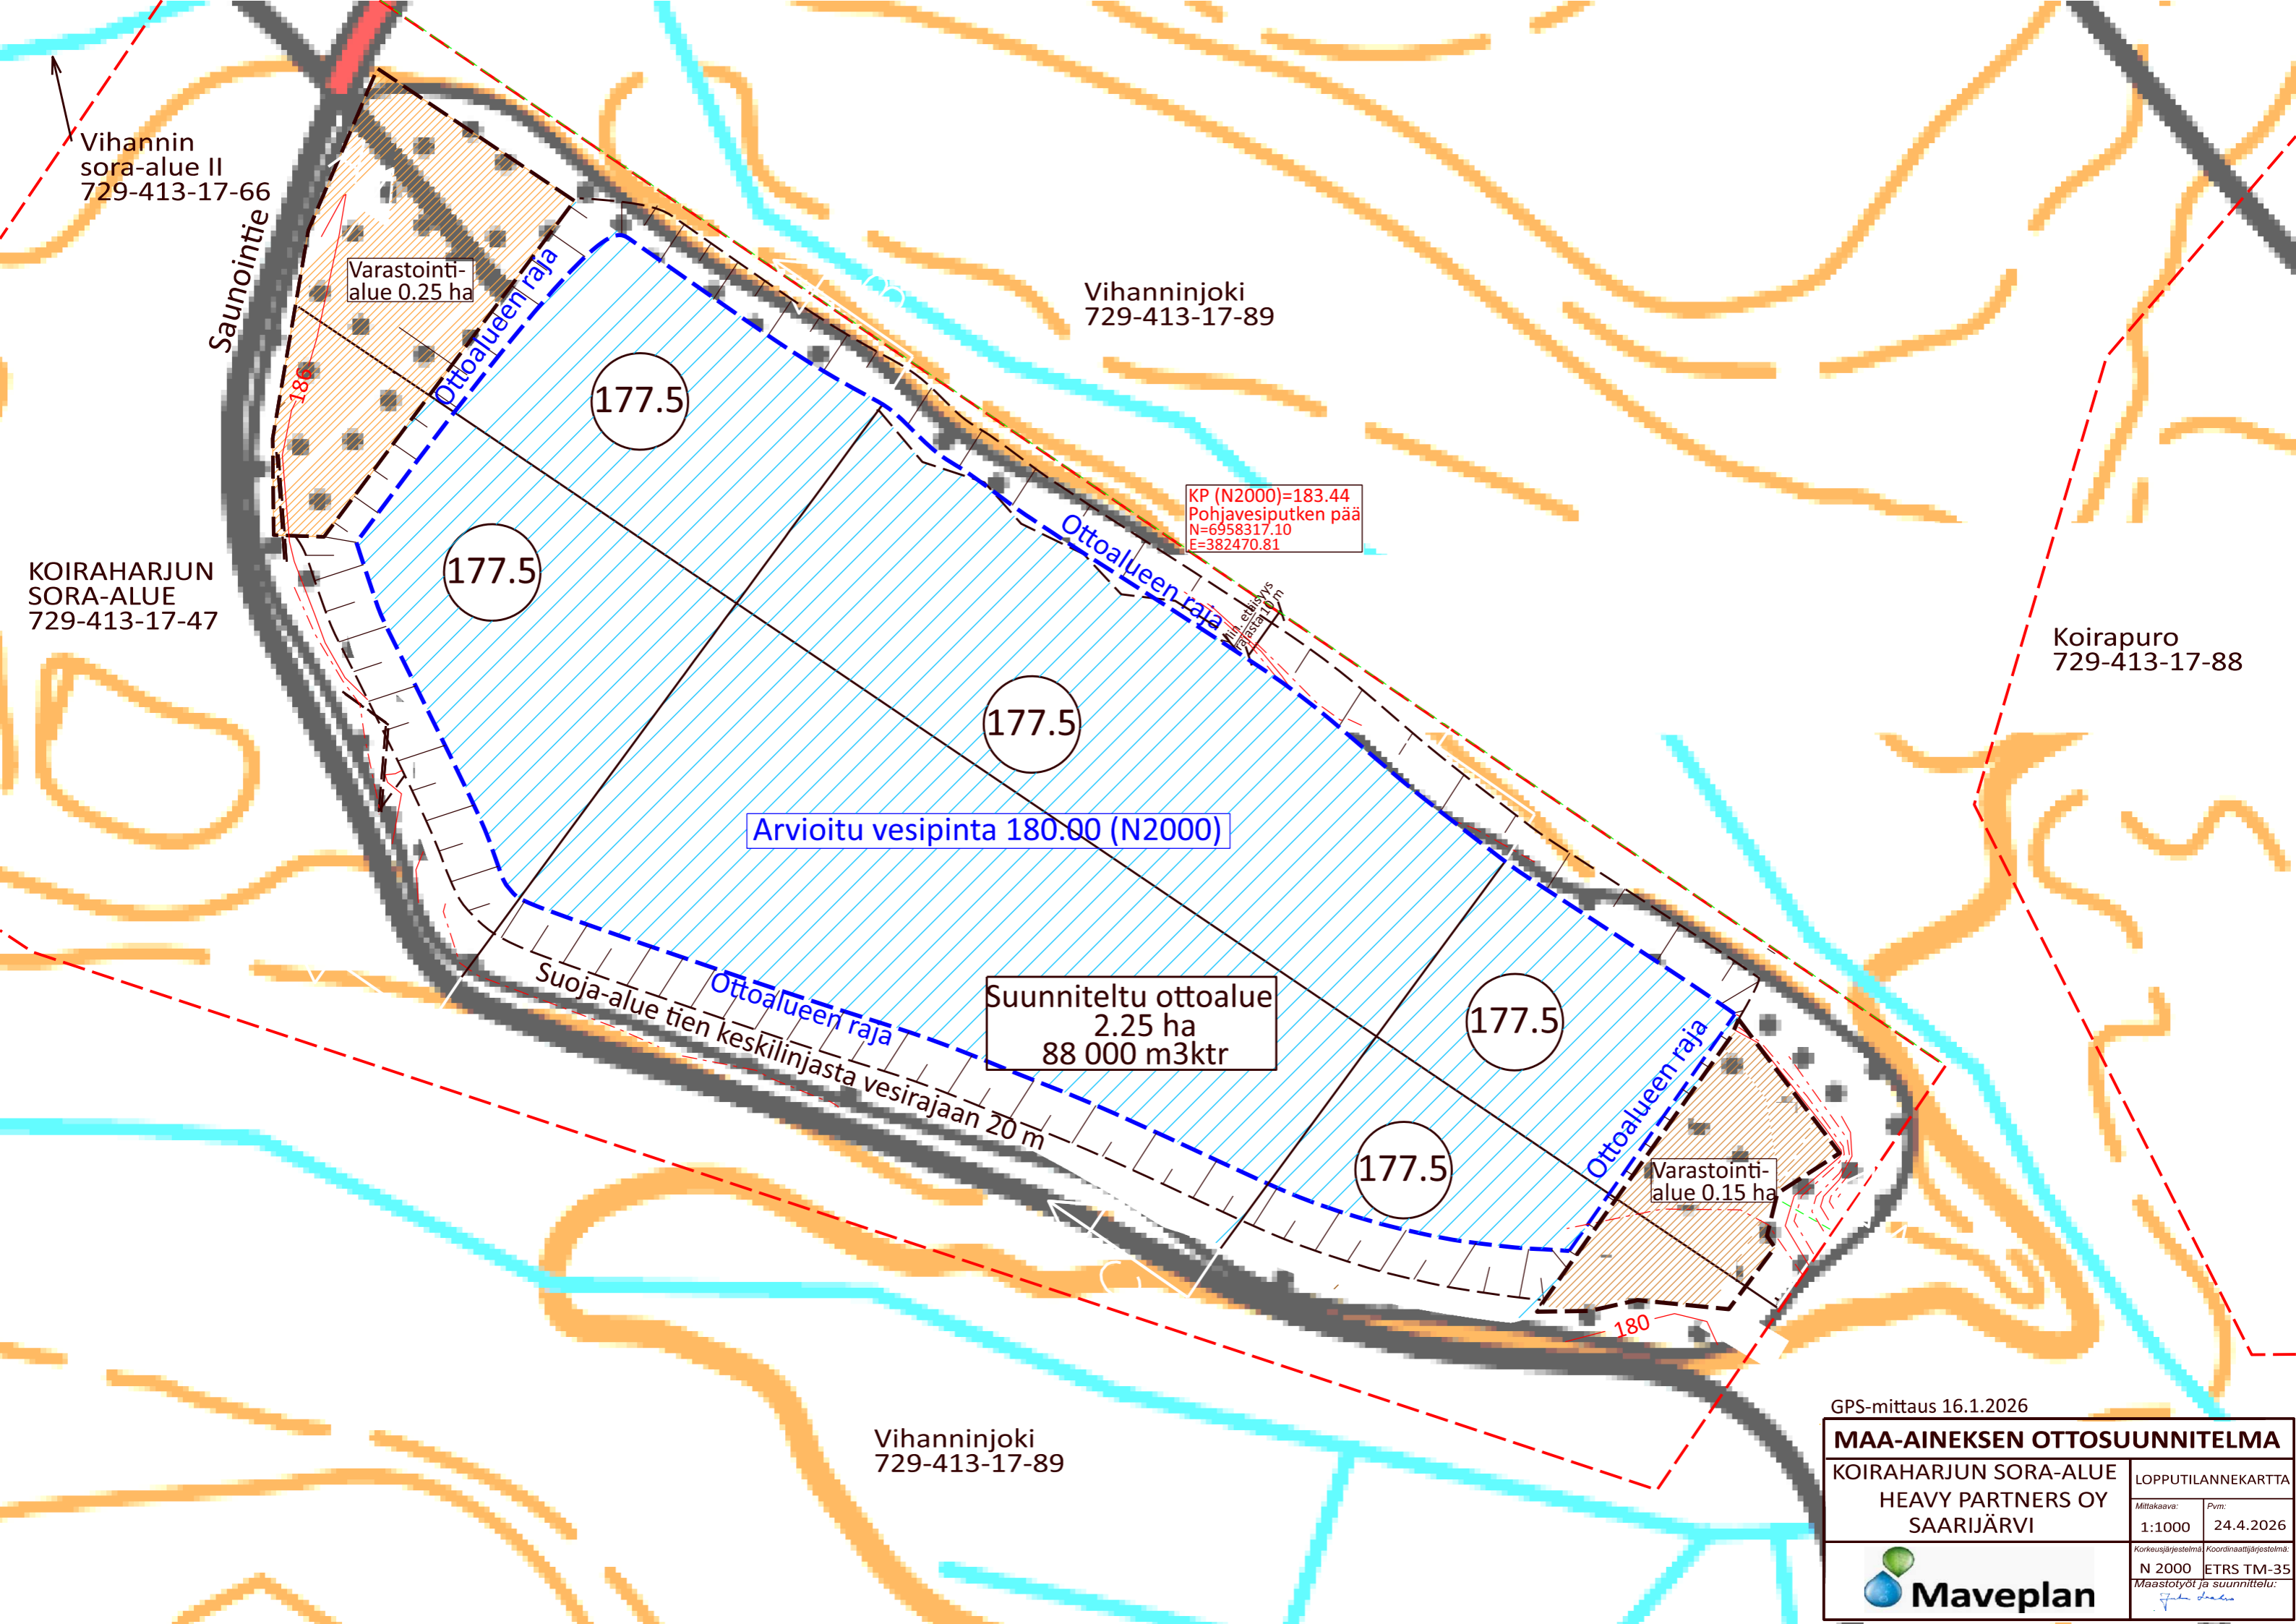 Vihannin
sora-alue II
729-413-17-66
Saunointie
Varastointi-
alue 0.25 ha
Ottoalueen raja
186
177.5
Vihanninjoki
729-413-17-89
177.5
KP (N2000)=183.44
Pohjavesiputken pää
N=6958317.10
E=382470.81
Ottoalueen raja
Min. etäisyys
rajasta 10 m
KOIRAHARJUN
SORA-ALUE
729-413-17-47
Koirapuro
729-413-17-88
177.5
Arvioitu vesipinta 180.00 (N2000)
Suunniteltu ottoalue
2.25 ha
88 000 m3ktr
Ottoalueen raja
Suoja-alue tien keskilinjasta vesirajaan 20 m
177.5
Ottoalueen raja
177.5
Varastointi-
alue 0.15 ha
180
Vihanninjoki
729-413-17-89
GPS-mittaus 16.1.2026
MAA-AINEKSEN OTTOSUUNNITELMA
KOIRAHARJUN SORA-ALUE
HEAVY PARTNERS OY
SAARIJÄRVI
LOPPUTILANNEKARTTA
Mittakaava:
Pvm:
1:1000
24.4.2026
Korkeusjärjestelmä:
Koordinaattijärjestelmä:
N 2000
ETRS TM-35
Maastotyöt ja suunnittelu:
Maveplan